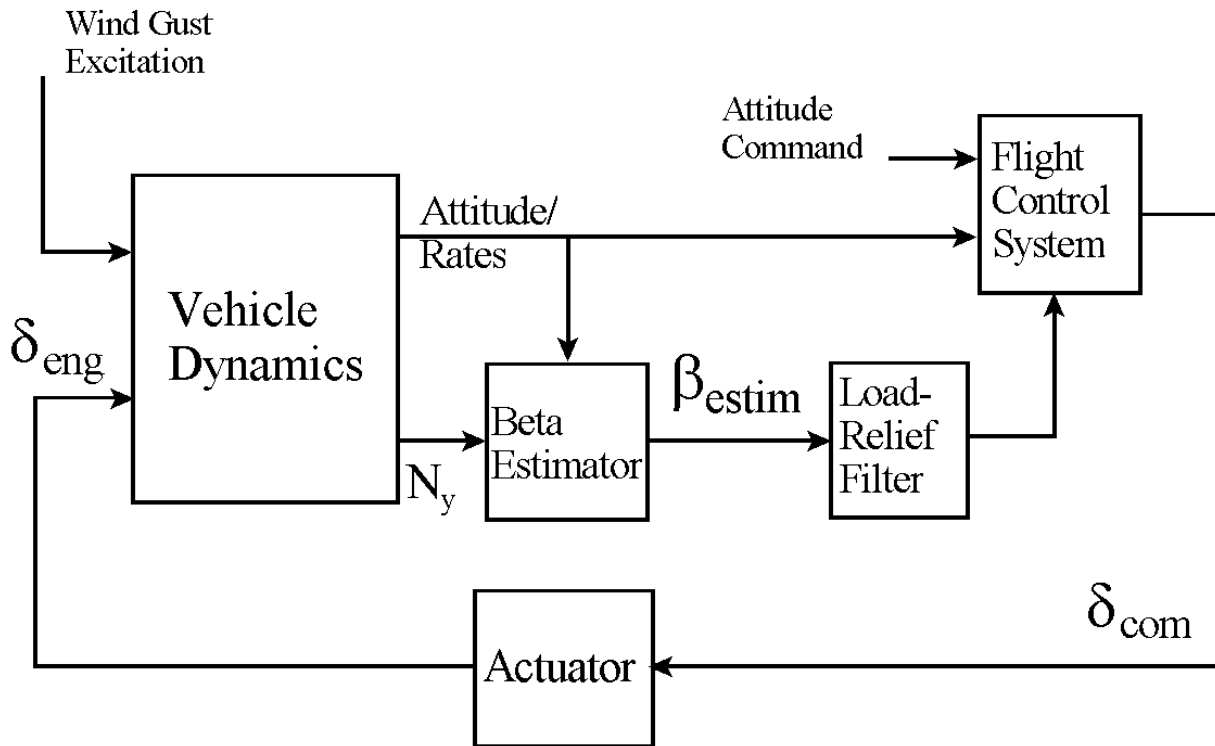 Wind Gust
Excitation
Attitude
Command
Flight
Control
System
Attitude/
Rates
Vehicle
Dynamics
δeng
Beta
Estimator
βestim
Load-
Relief
Filter
Ny
δcom
Actuator